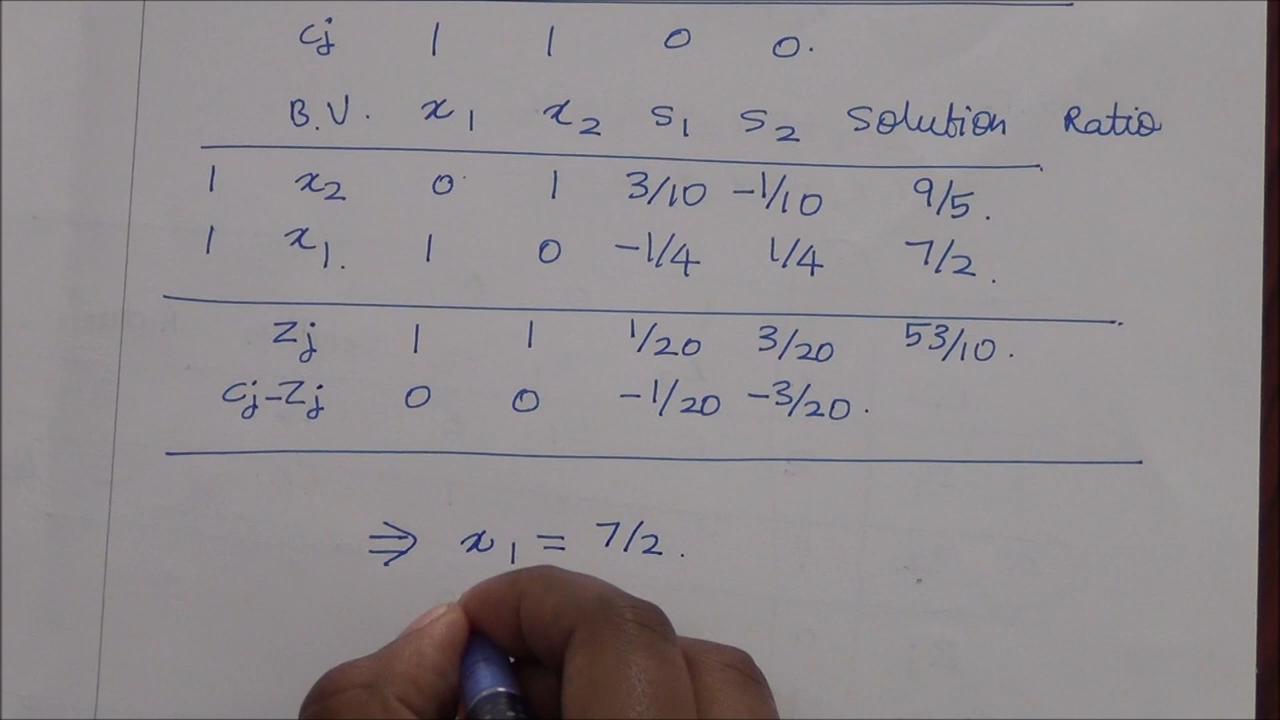 Cj 1 1 0 0.
B.V. x1 x2 S1 S2 Solution Ratio
1 x2 0 1 3/10 -1/10 9/5.
1 x1. 1 0 -1/4 1/4 7/2.
Zj 1 1 1/20 3/20 53/10.
Cj-Zj 0 0 -1/20 -3/20.
⇒ x1 = 7/2.